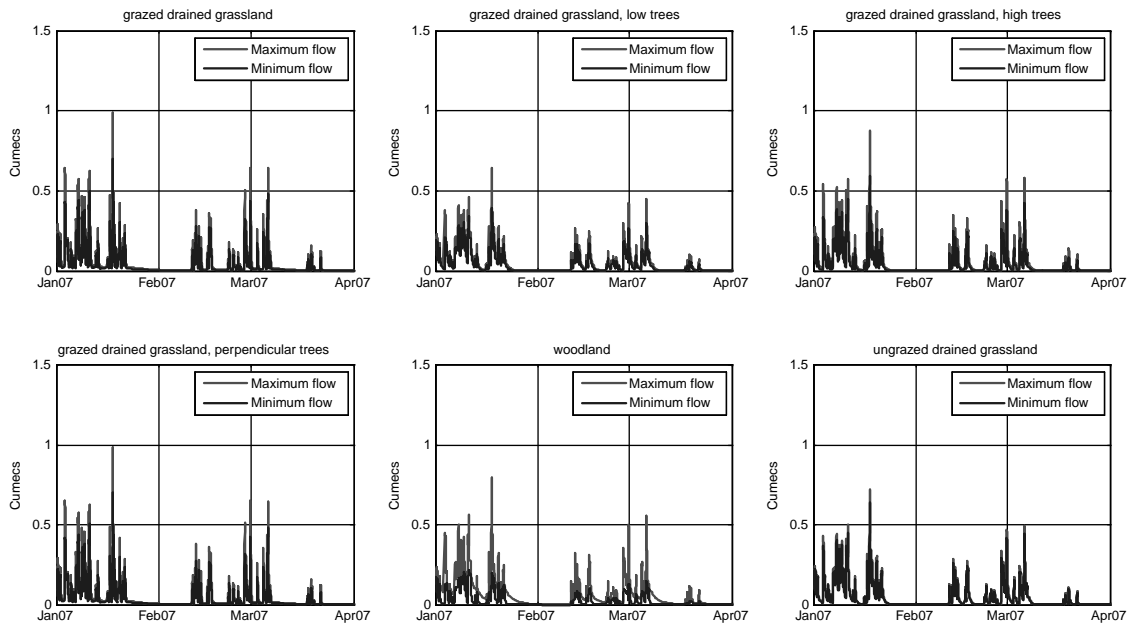 grazed drained grassland
1.5
1
0.5
0
Cumecs
Maximum flow
Minimum flow
Jan07 Feb07 Mar07 Apr07
grazed drained grassland, low trees
1.5
1
0.5
0
Cumecs
Maximum flow
Minimum flow
Jan07 Feb07 Mar07 Apr07
grazed drained grassland, high trees
1.5
1
0.5
0
Cumecs
Maximum flow
Minimum flow
Jan07 Feb07 Mar07 Apr07
grazed drained grassland, perpendicular trees
1.5
1
0.5
0
Cumecs
Maximum flow
Minimum flow
Jan07 Feb07 Mar07 Apr07
woodland
1.5
1
0.5
0
Cumecs
Maximum flow
Minimum flow
Jan07 Feb07 Mar07 Apr07
ungrazed drained grassland
1.5
1
0.5
0
Cumecs
Maximum flow
Minimum flow
Jan07 Feb07 Mar07 Apr07